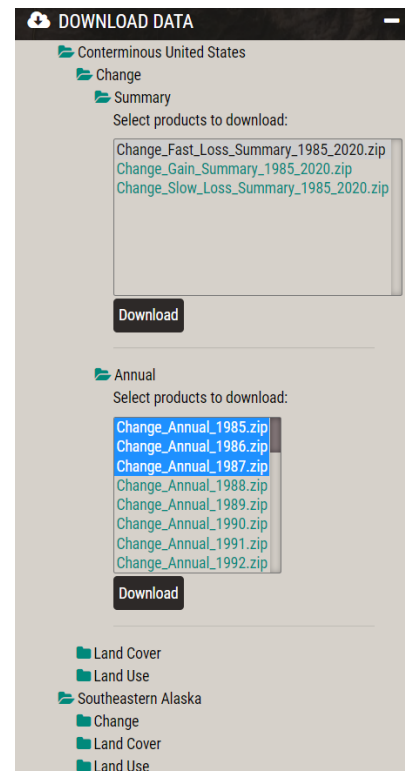 DOWNLOAD DATA
Conterminous United States
Change
Summary
Select products to download:
Change_Fast_Loss_Summary_1985_2020.zip
Change_Gain_Summary_1985_2020.zip
Change_Slow_Loss_Summary_1985_2020.zip
Download
Annual
Select products to download:
Change_Annual_1985.zip
Change_Annual_1986.zip
Change_Annual_1987.zip
Change_Annual_1988.zip
Change_Annual_1989.zip
Change_Annual_1990.zip
Change_Annual_1991.zip
Change_Annual_1992.zip
Download
Land Cover
Land Use
Southeastern Alaska
Change
Land Cover
Land Use